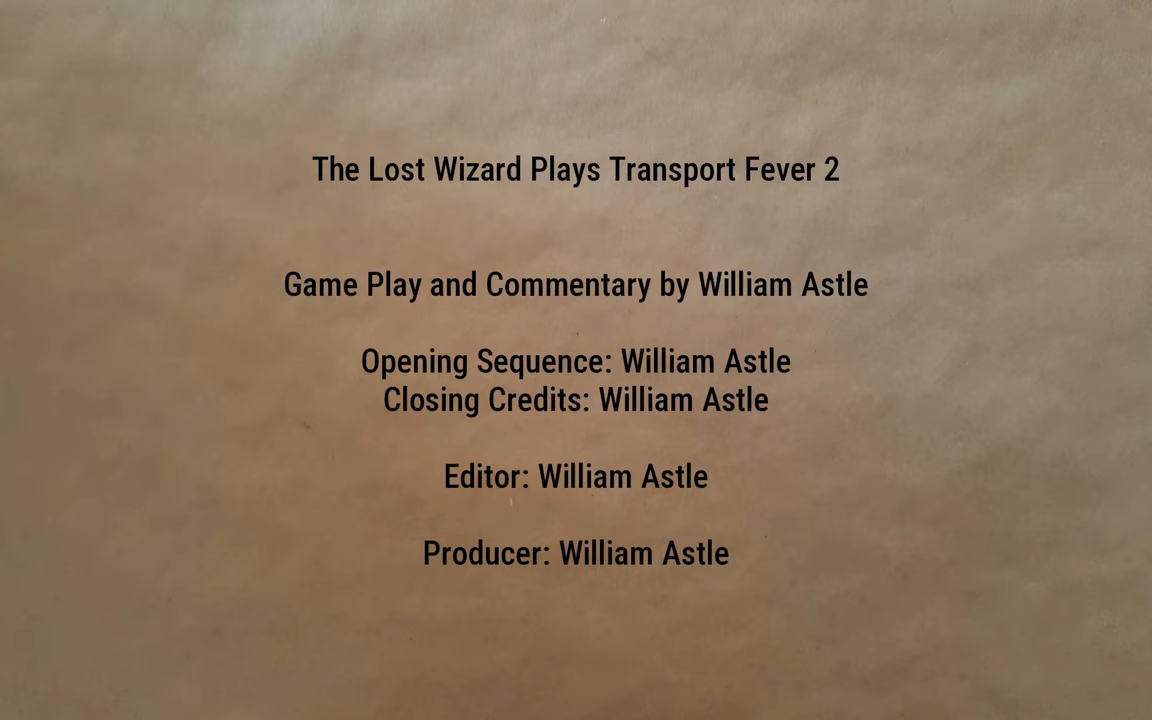 The Lost Wizard Plays Transport Fever 2
Game Play and Commentary by William Astle
Opening Sequence: William Astle
Closing Credits: William Astle
Editor: William Astle
Producer: William Astle